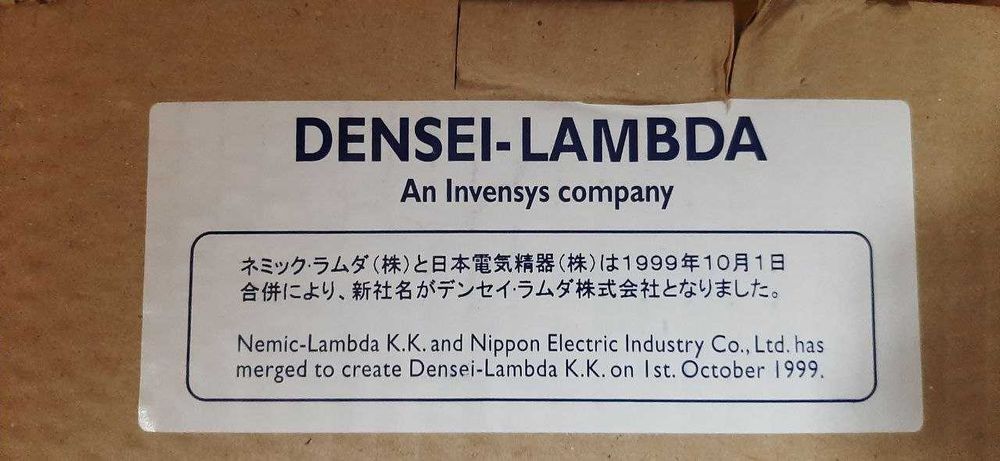 DENSEI-LAMBDA
An Invensys company
ネミック·ラムダ(株)と日本電気精器(株)は1999年10月1日
合併により、新社名がデンセイ·ラムダ株式会社となりました。
Nemic-Lambda K.K. and Nippon Electric Industry Co., Ltd. has
merged to create Densei-Lambda K.K. on 1st. October 1999.